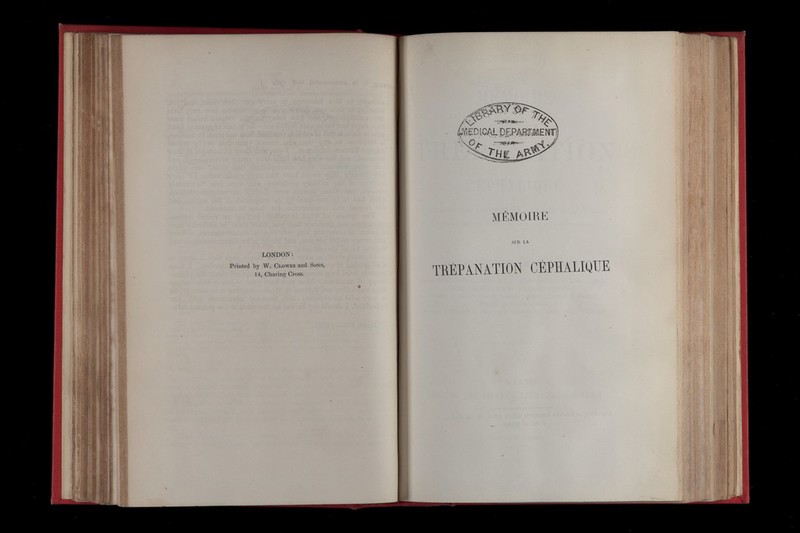 LONDON:
Printed by W. CLOWES and SONS,
14, Charing Cross.
LIBRARY OF THE
MEDICAL DEPARTMENT
OF THE ARMY.
MÉMOIRE
SUR LA
TRÉPANATION CÉPHALIQUE